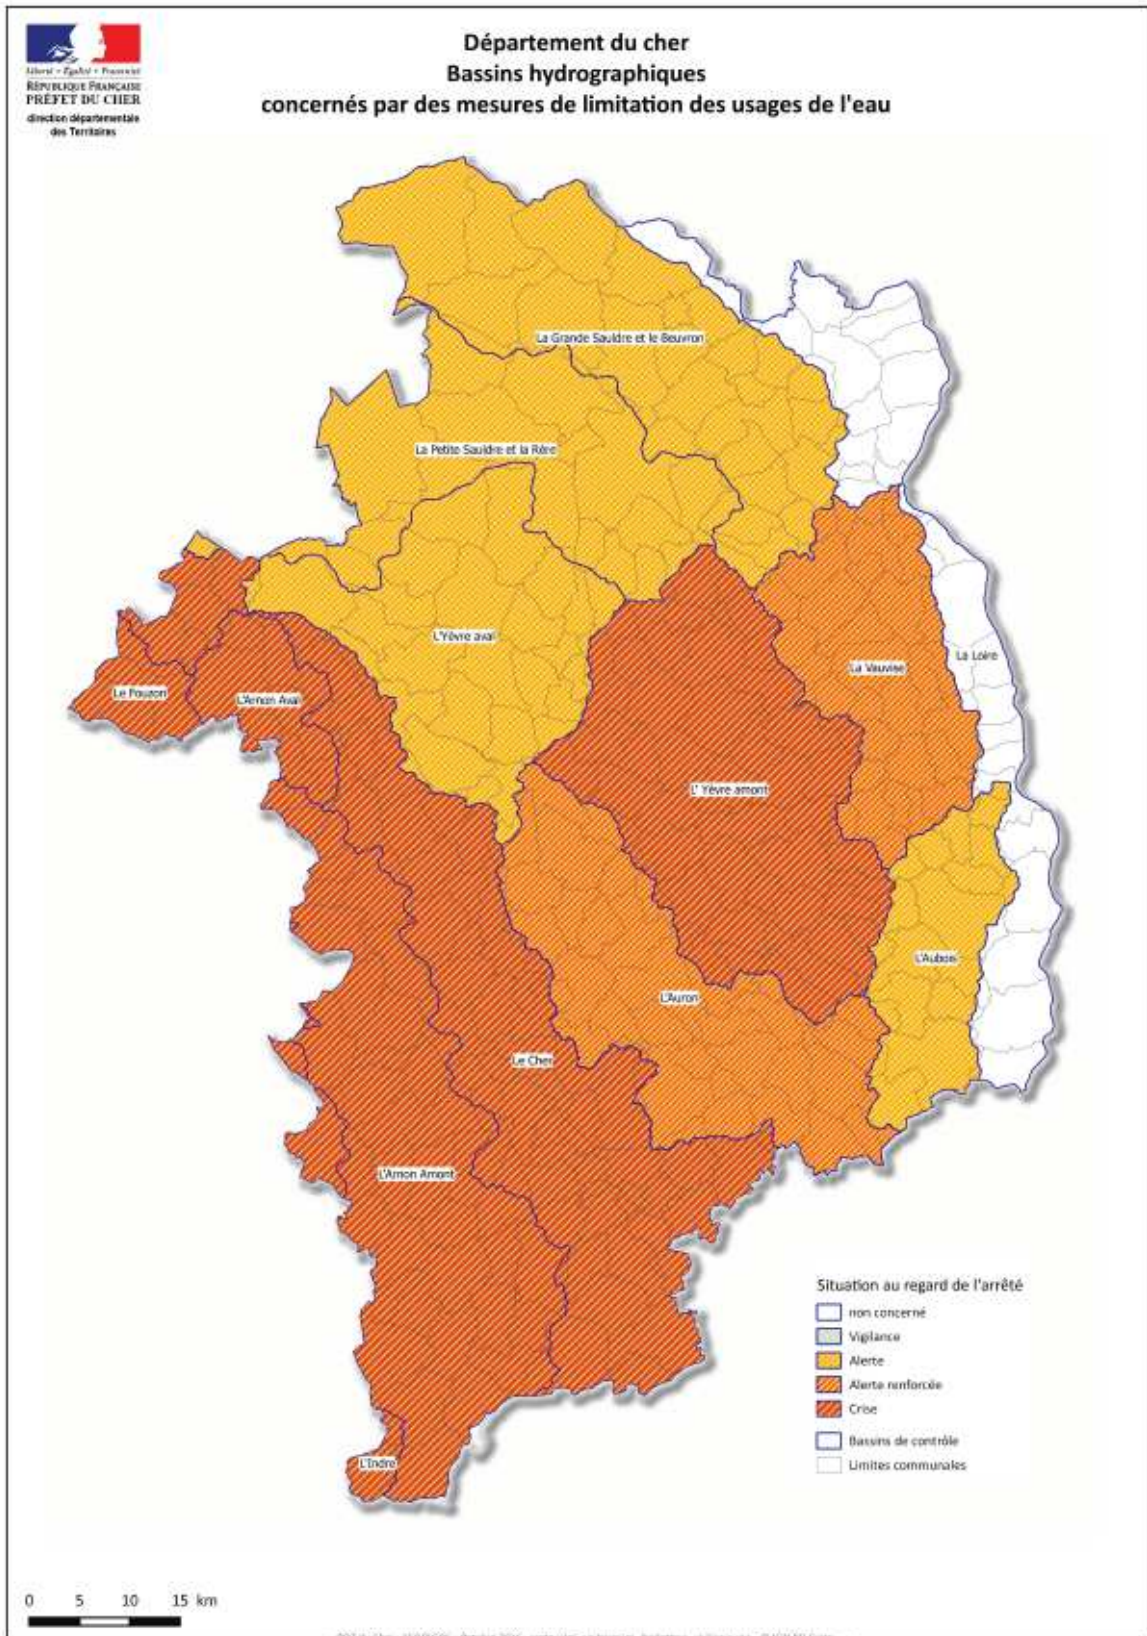 Liberté • Égalité • Fraternité
RÉPUBLIQUE FRANÇAISE
PRÉFET DU CHER
direction départementale
des Territoires
Département du cher
Bassins hydrographiques
concernés par des mesures de limitation des usages de l'eau
La Grande Sauldre et le Beuvron
La Petite Sauldre et la Rère
L'Yèvre aval
La Vauvise
La Loire
Le Fouzon
L'Arnon Aval
L' Yèvre amont
L'Aubois
L'Auron
Le Cher
L'Arnon Amont
L'Indre
Situation au regard de l'arrêté
non concerné
Vigilance
Alerte
Alerte renforcée
Crise
Bassins de contrôle
Limites communales
0 5 10 15 km